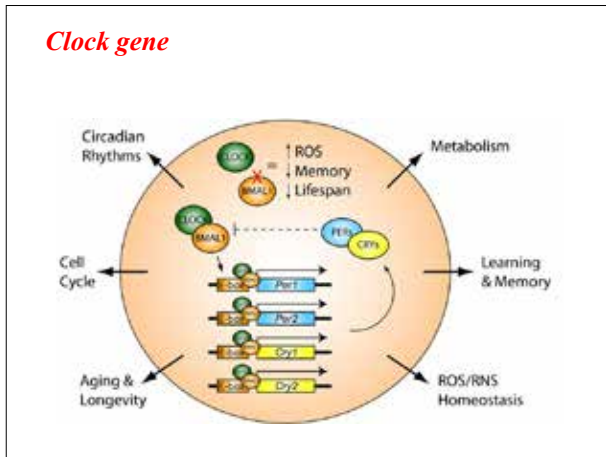 Clock gene
Circadian
Rhythms
Metabolism
CLOCK
BMAL1
=
↑ ROS
↓ Memory
↓ Lifespan
CLOCK
BMAL1
PERs
CRYs
Cell
Cycle
Learning
& Memory
Per1
Per2
Cry1
Cry2
Aging &
Longevity
ROS/RNS
Homeostasis